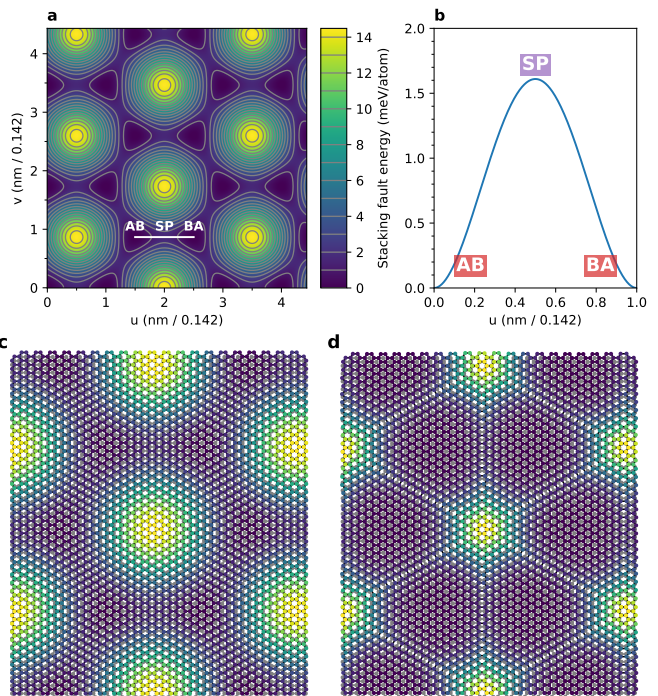 a
4
3
2
1
0
v (nm / 0.142)
AB SP BA
0 1 2 3 4
u (nm / 0.142)
14
12
10
8
6
4
2
0
Stacking fault energy (meV/atom)
b
2.0
1.5
1.0
0.5
0.0
SP
AB
BA
0.0 0.2 0.4 0.6 0.8 1.0
u (nm / 0.142)
c
d